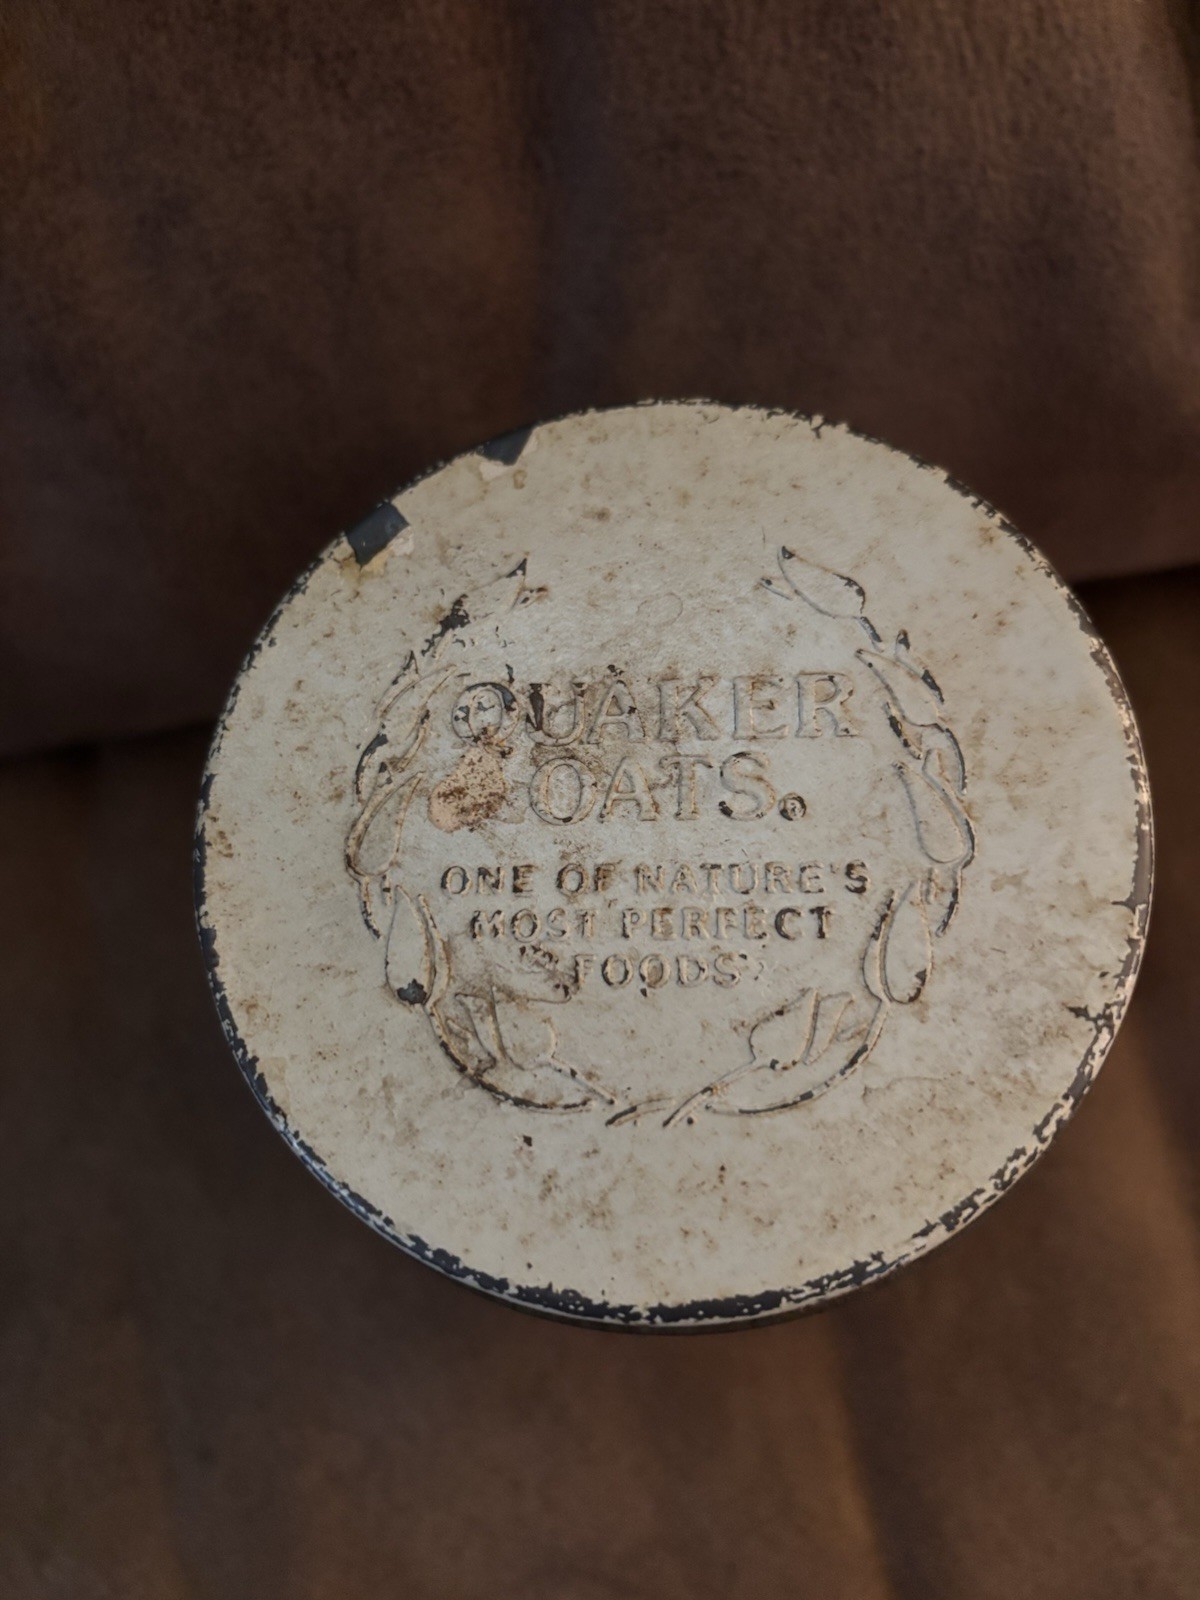 QUAKER
OATS®
ONE OF NATURE'S
MOST PERFECT
FOODS